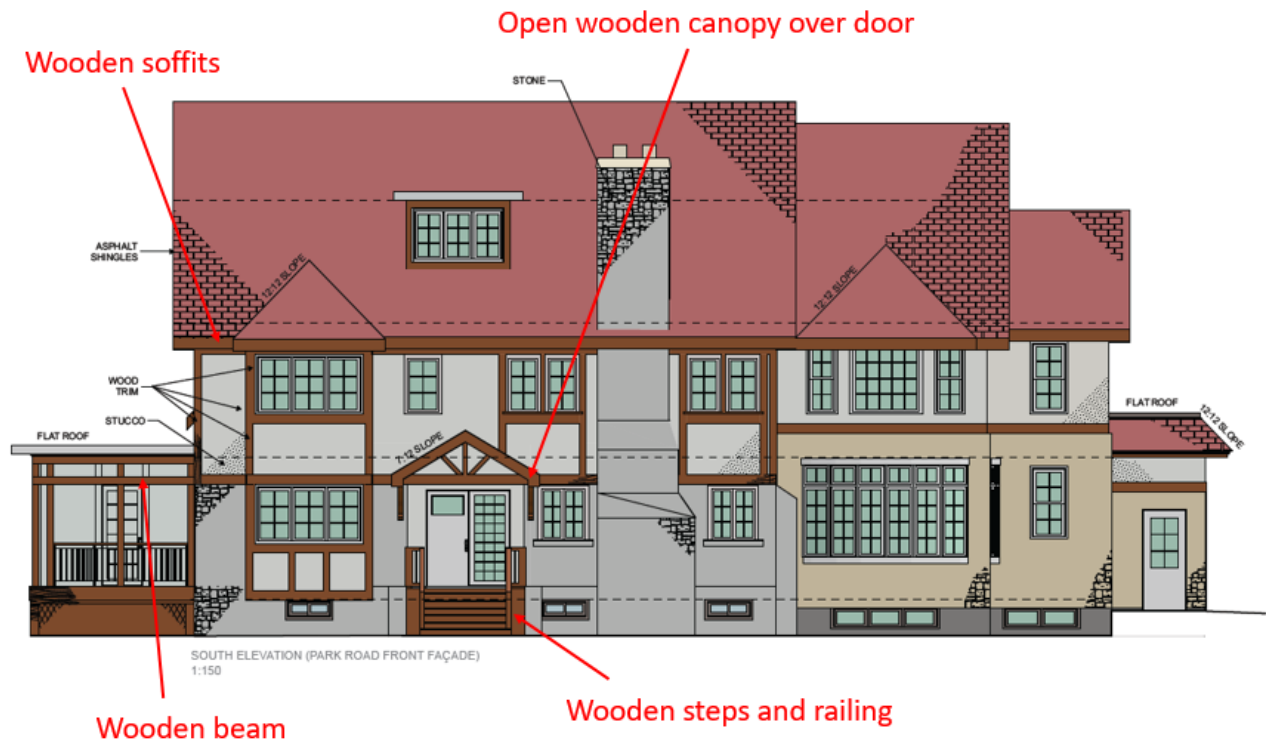 Open wooden canopy over door
Wooden soffits
STONE
ASPHALT
SHINGLES
12:12 SLOPE
12:12 SLOPE
WOOD
TRIM
STUCCO
FLAT ROOF
7:12 SLOPE
FLAT ROOF
12:12 SLOPE
SOUTH ELEVATION (PARK ROAD FRONT FAÇADE)
1:150
Wooden beam
Wooden steps and railing